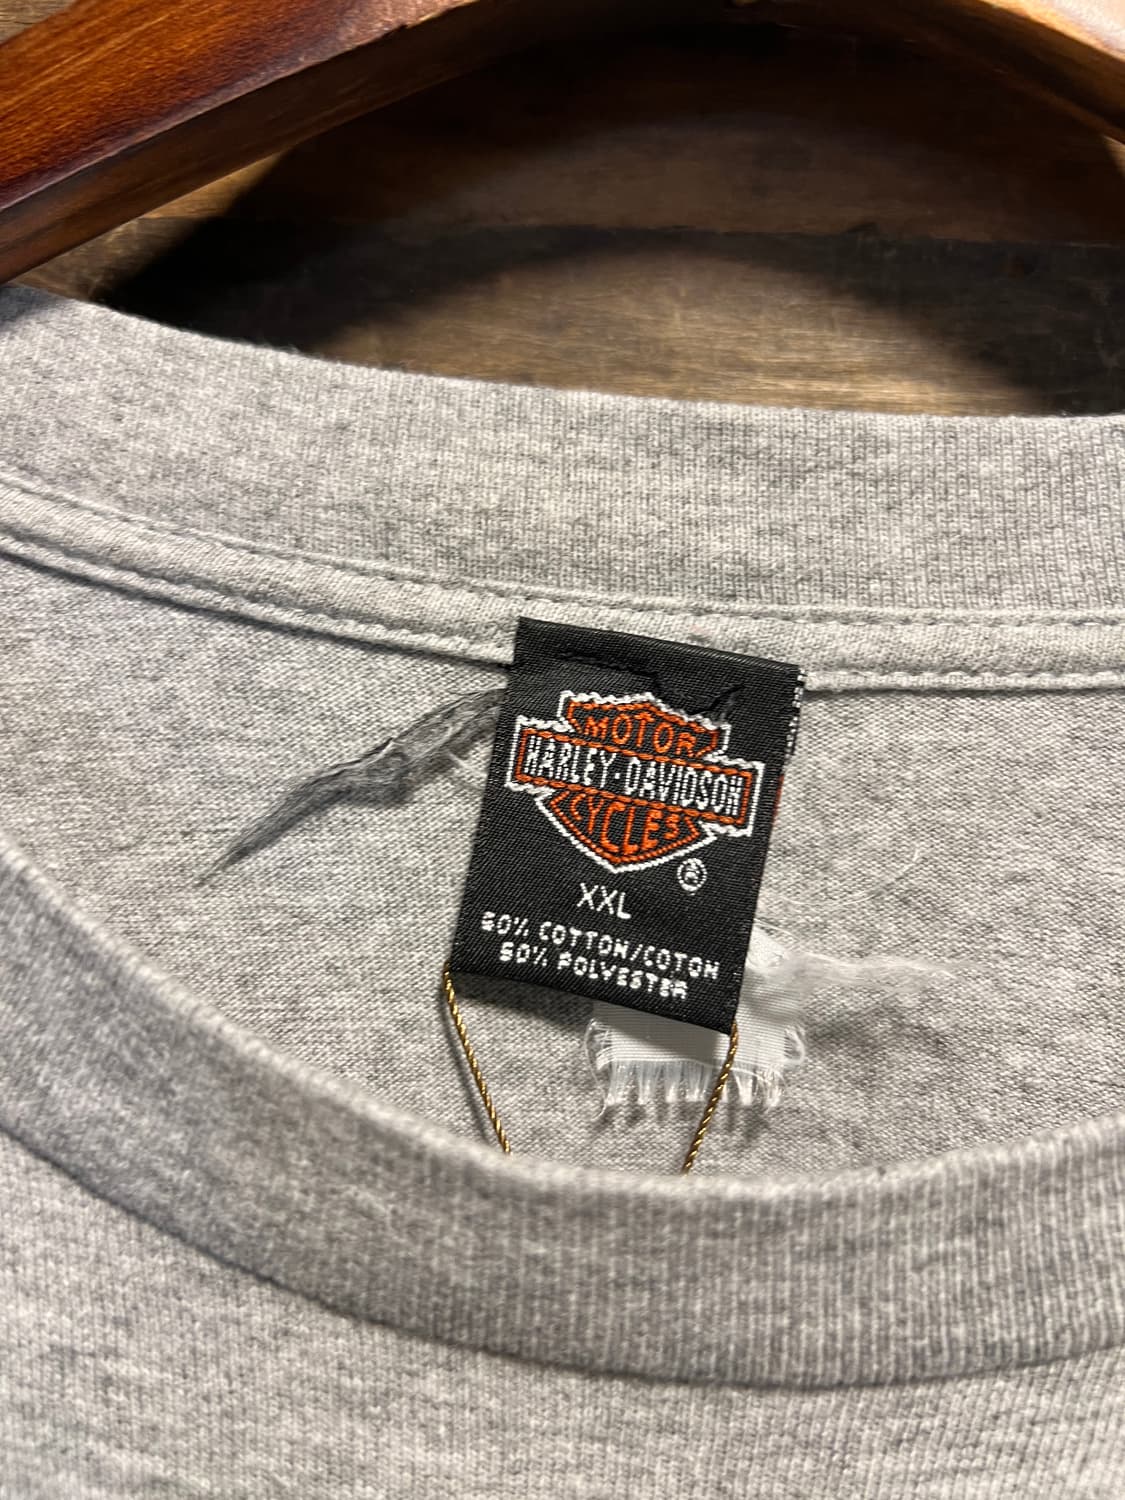 MOTOR
HARLEY-DAVIDSON
CYCLES
®
XXL
50% COTTON/COTON
50% POLYESTER